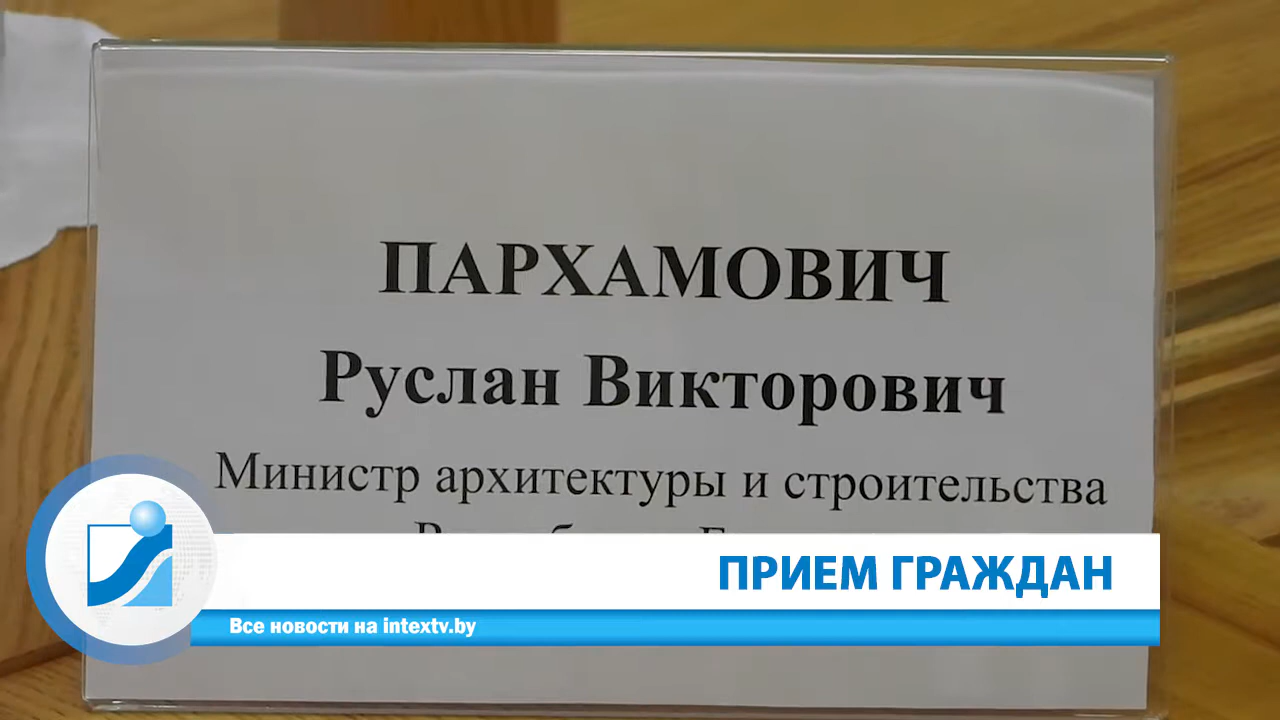 ПАРХАМОВИЧ
Руслан Викторович
Министр архитектуры и строительства
ПРИЕМ ГРАЖДАН
Все новости на intextv.by